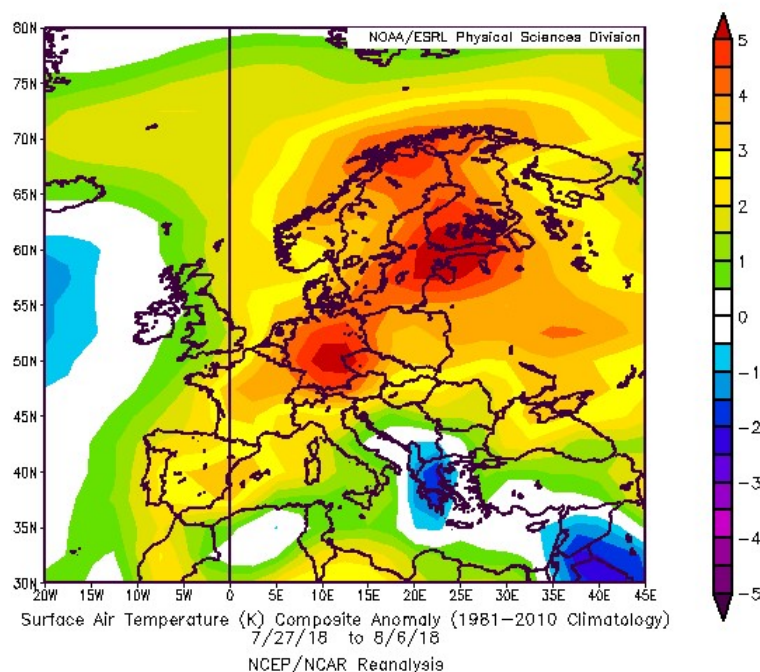 NOAA/ESRL Physical Sciences Division
80N
75N
70N
65N
60N
55N
50N
45N
40N
35N
30N
20W 15W 10W 5W 0 5E 10E 15E 20E 25E 30E 35E 40E 45E
5
4
3
2
1
0
-1
-2
-3
-4
-5
Surface Air Temperature (K) Composite Anomaly (1981-2010 Climatology)
7/27/18 to 8/6/18
NCEP/NCAR Reanalysis